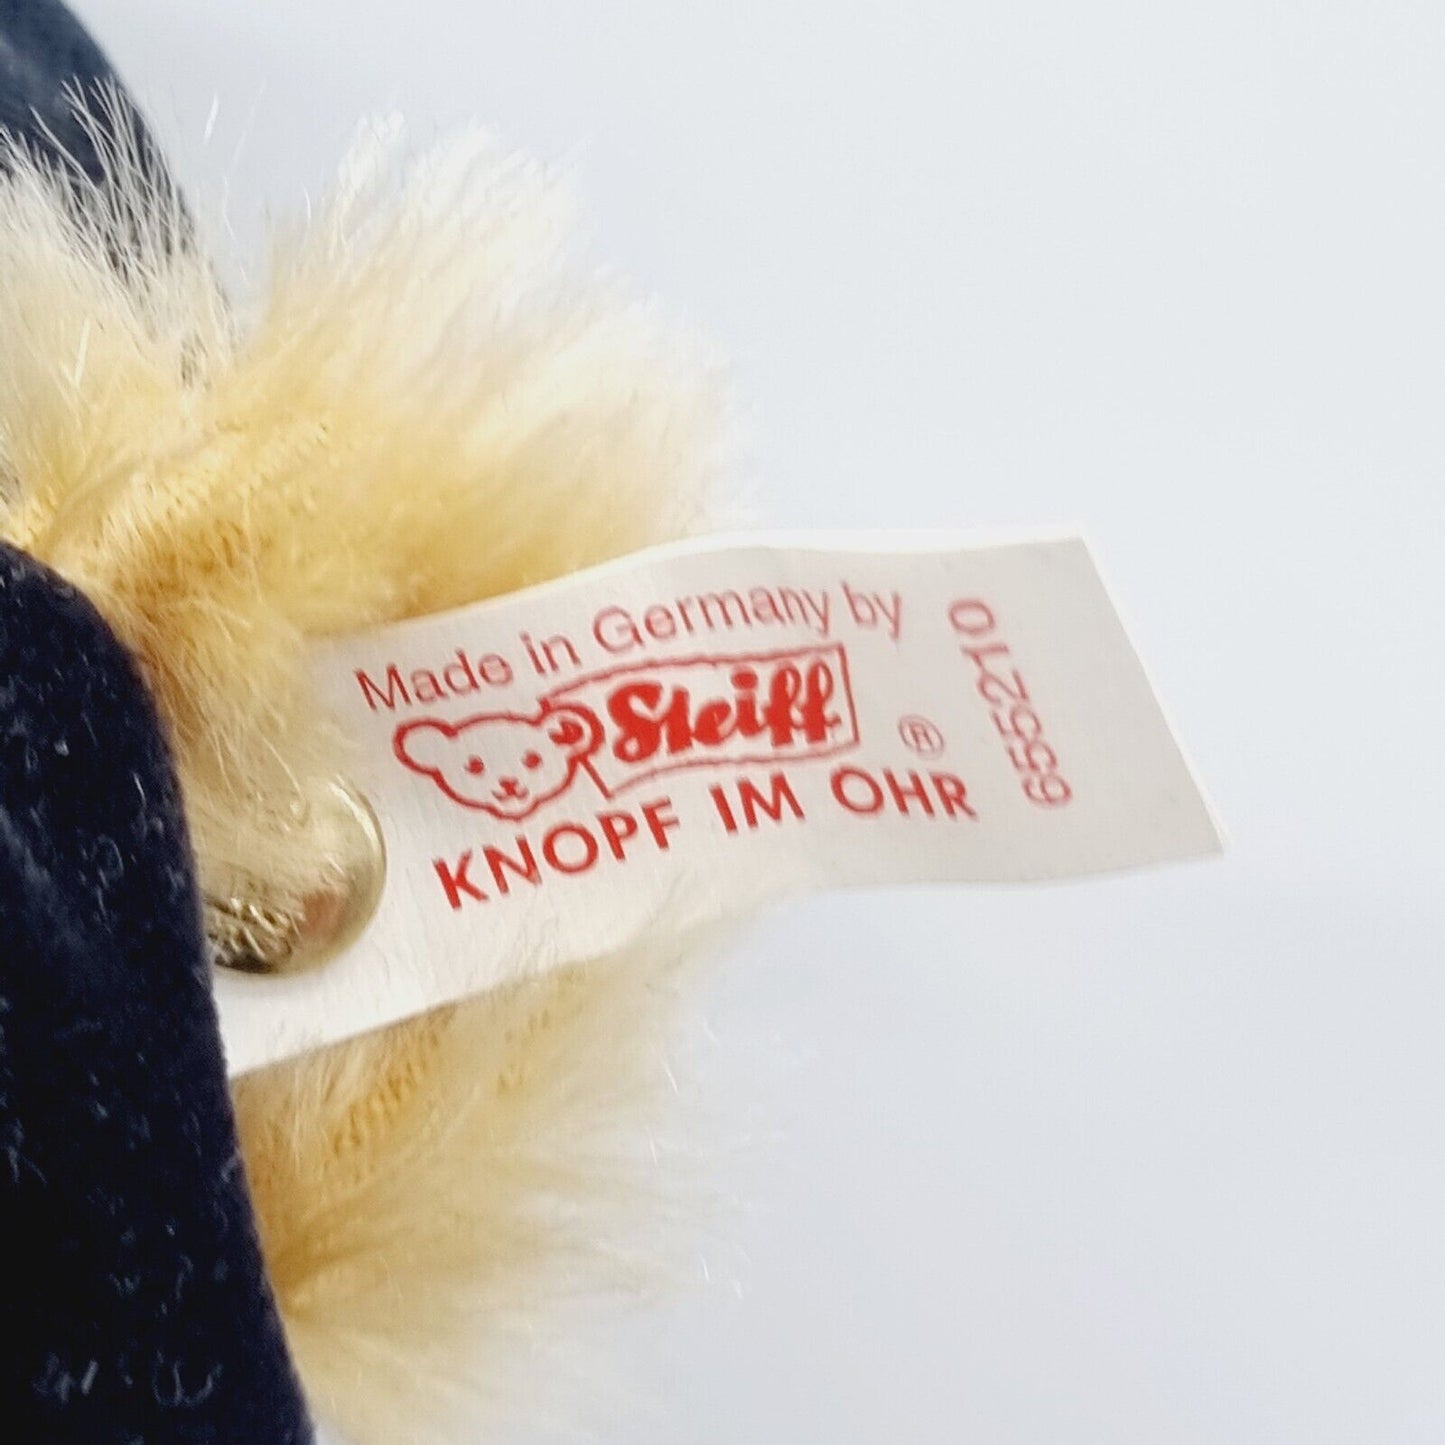 Made in Germany by
Steiff ®
KNOPF IM OHR
655210